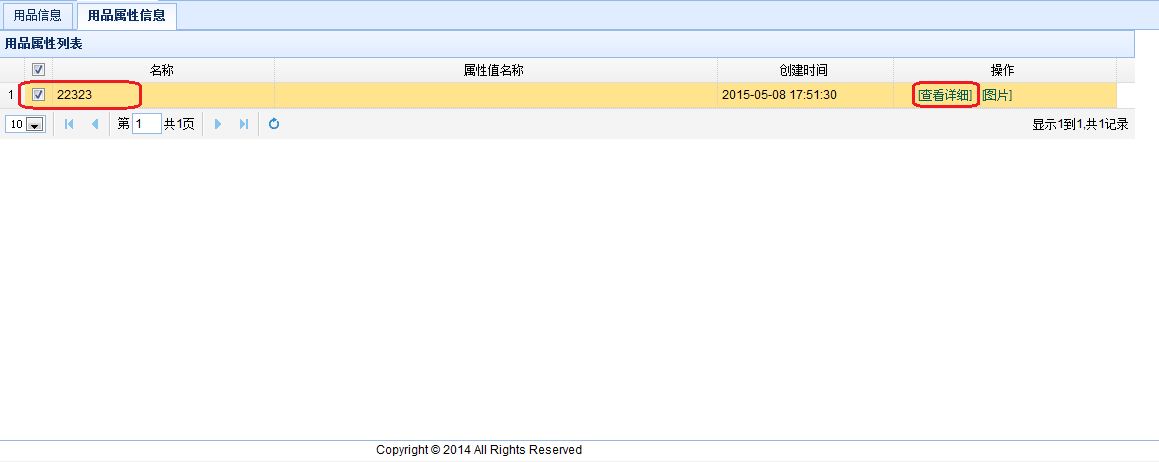 用品信息 用品属性信息
用品属性列表
名称 属性值名称 创建时间 操作
1 22323 2015-05-08 17:51:30 [查看详细] [图片]
10 第 1 共1页 显示1到1,共1记录
Copyright © 2014 All Rights Reserved